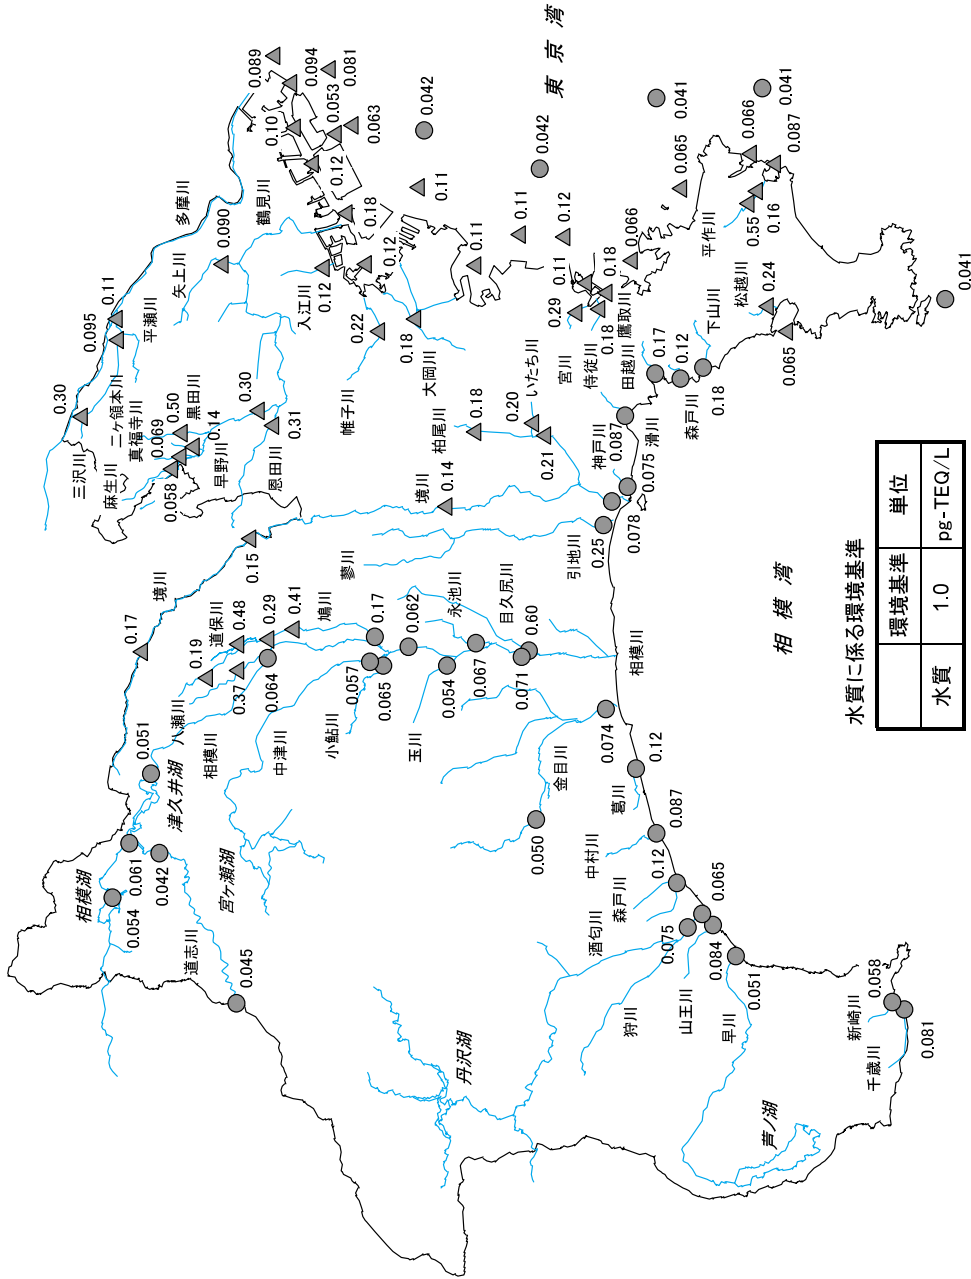 相模湖
0.054
0.061
0.042
津久井湖
0.051
道志川
0.045
宮ヶ瀬湖
丹沢湖
芦ノ湖
0.17
境川
0.15
八瀬川
0.19
道保川
0.48
0.29
0.41
鳩川
0.37
0.064
相模川
中津川
小鮎川
0.057
0.065
0.17
0.062
玉川
0.054
永池川
0.067
目久尻川
0.60
0.071
相模川
金目川
0.050
0.074
葛川
0.12
中村川
0.087
森戸川
0.12
酒匂川
0.065
0.075
狩川
山王川
0.084
早川
0.051
新崎川
0.058
千歳川
0.081
三沢川
0.30
麻生川
0.058
真福寺川
0.069
二ヶ領本川
0.50
黒田川
0.14
早野川
0.095
0.11
平瀬川
多摩川
矢上川
0.090
鶴見川
0.30
0.31
恩田川
入江川
0.12
0.089
0.094
0.081
0.10
0.053
0.063
0.12
0.18
0.12
0.042
0.11
帷子川
0.22
0.18
大岡川
0.11
0.042
東京湾
0.11
0.12
境川
0.14
柏尾川
0.18
いたち川
0.20
0.21
蓼川
引地川
0.25
0.078
0.075
神戸川
0.087
滑川
宮川
0.29
0.11
0.18
侍従川
0.18
鷹取川
0.066
田越川
0.17
0.12
森戸川
0.18
下山川
松越川
0.24
0.065
平作川
0.55
0.16
0.065
0.066
0.087
0.041
0.041
0.041
相模湾
水質に係る環境基準
環境基準 単位
水質 1.0 pg-TEQ/L